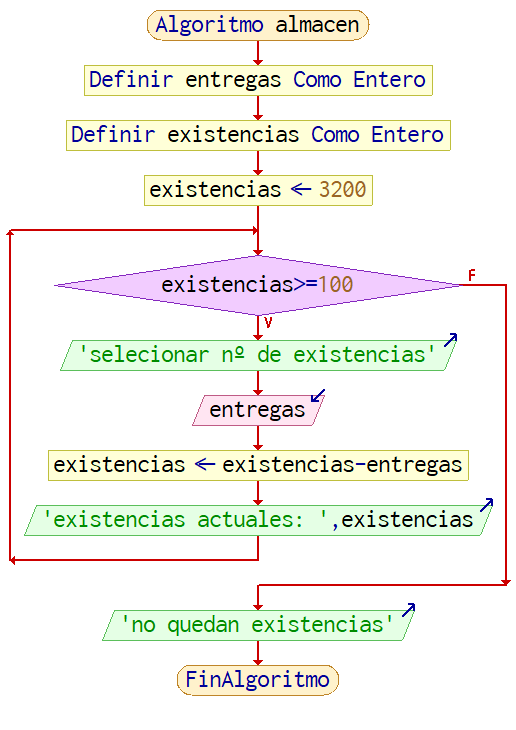 Algoritmo almacen
Definir entregas Como Entero
Definir existencias Como Entero
existencias ← 3200
existencias>=100
F
V
'selecionar nº de existencias'
entregas
existencias ← existencias-entregas
'existencias actuales: ',existencias
'no quedan existencias'
FinAlgoritmo